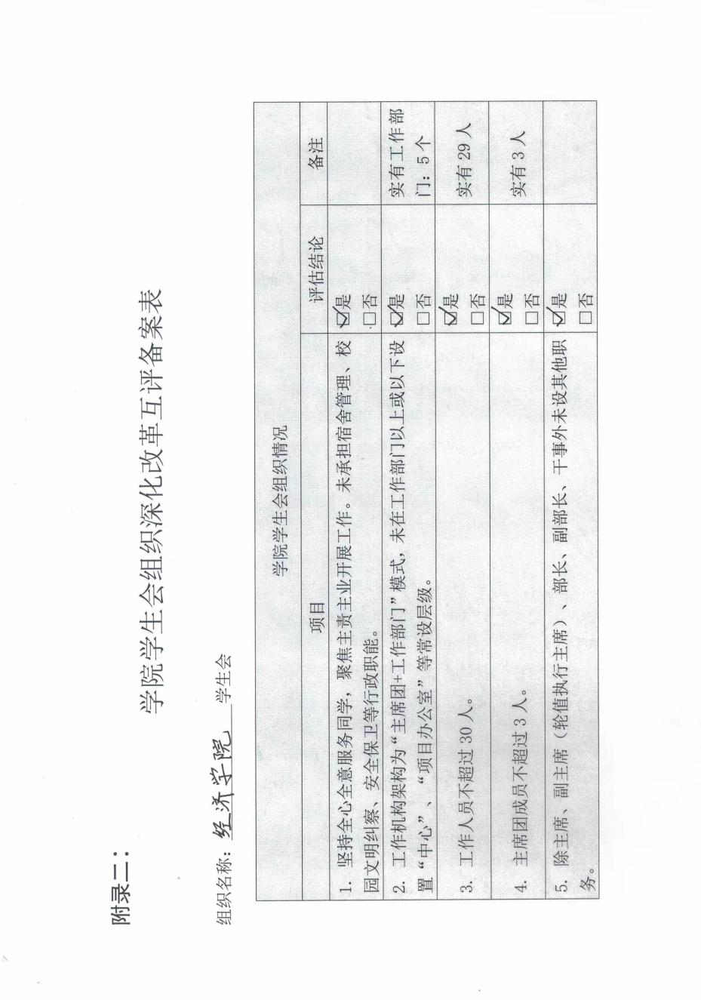 附录二：
学院学生会组织深化改革互评备案表
组织名称：经济学院 学生会
学院学生会组织情况
项目 评估结论 备注
1. 坚持全心全意服务同学，聚焦主责主业开展工作。未承担宿舍管理、校 ☑是
园文明纠察、安全保卫等行政职能。 □否
2. 工作机构架构为“主席团+工作部门”模式，未在工作部门以上或以下设 ☑是 实有工作部
置“中心”、“项目办公室”等常设层级。 □否 门：5个
3. 工作人员不超过 30 人。 ☑是 □否 实有 29 人
4. 主席团成员不超过 3 人。 ☑是 □否 实有 3 人
5. 除主席、副主席（轮值执行主席）、部长、副部长、干事外未设其他职 ☑是
务。 □否